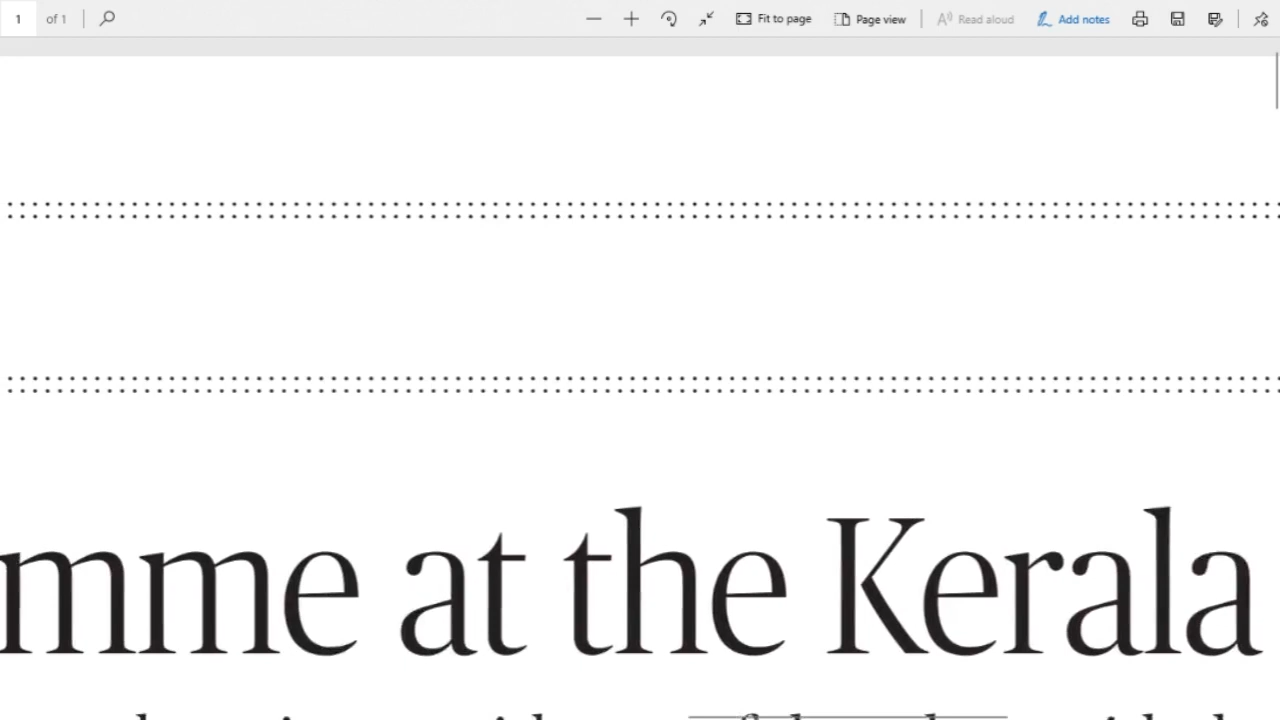 1 of 1 Fit to page Page view Read aloud Add notes
mme at the Kerala